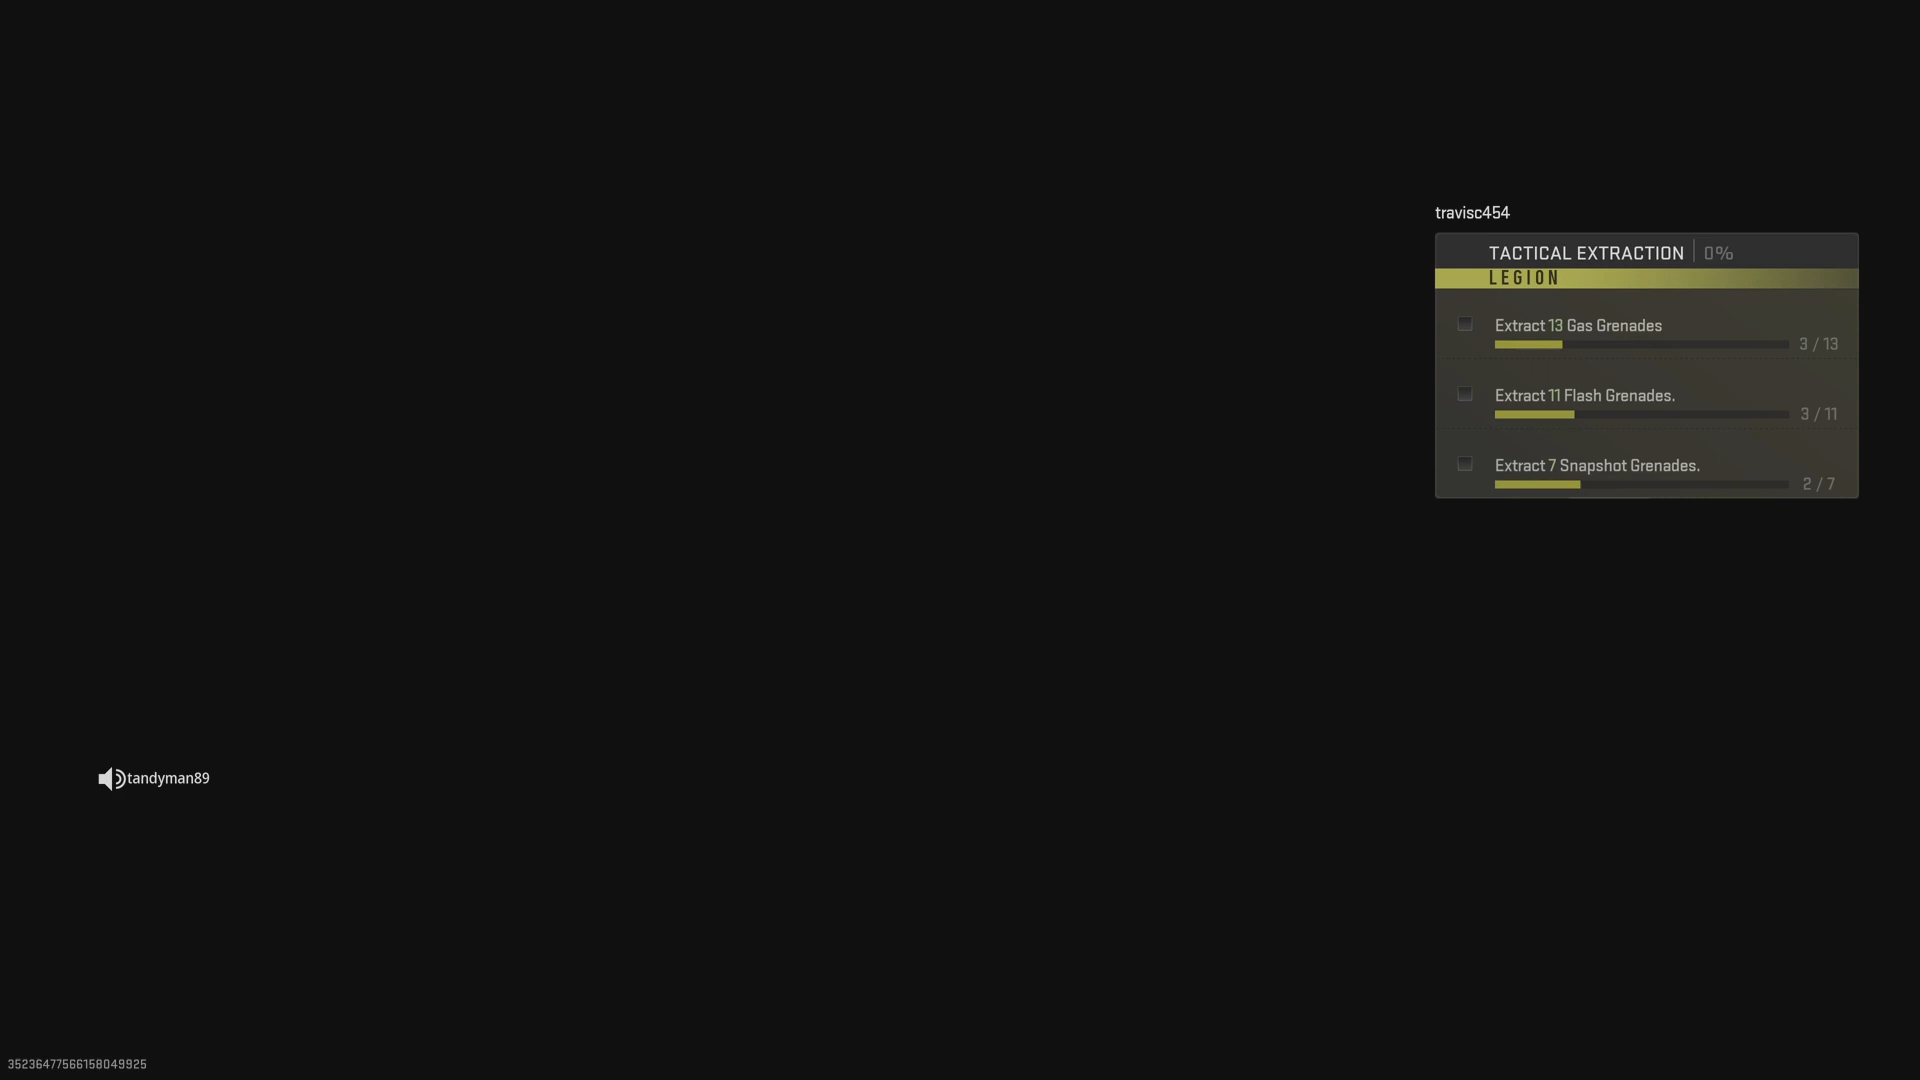 travisc454
TACTICAL EXTRACTION | 0%
LEGION
Extract 13 Gas Grenades
3 / 13
Extract 11 Flash Grenades.
3 / 11
Extract 7 Snapshot Grenades.
2 / 7
tandyman89
35236477566158049925